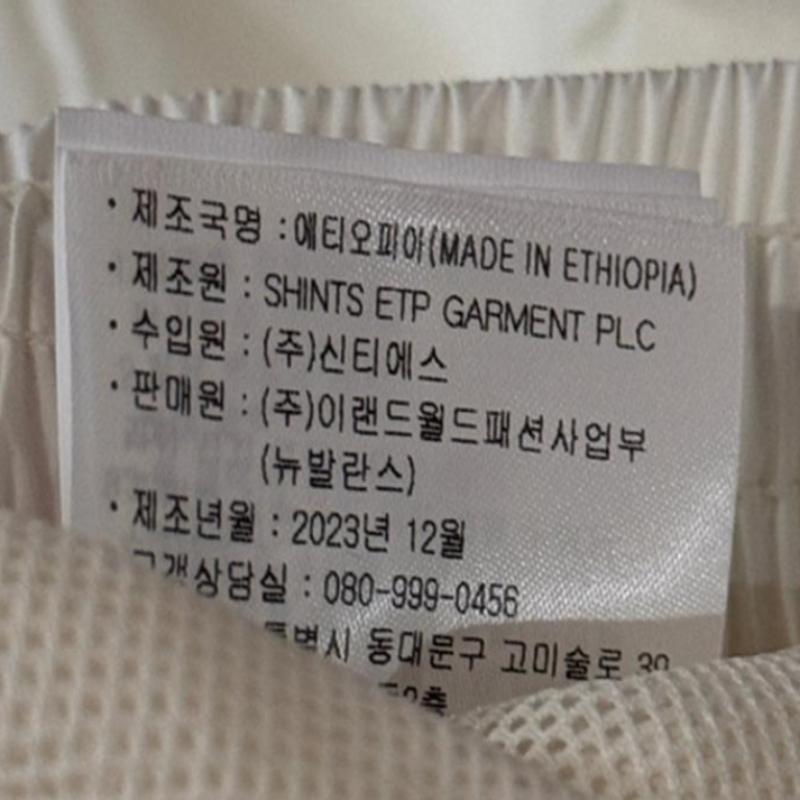 · 제조국명 : 에티오피아(MADE IN ETHIOPIA)
· 제조원 : SHINTS ETP GARMENT PLC
· 수입원 : (주)신티에스
· 판매원 : (주)이랜드월드패션사업부
(뉴발란스)
· 제조년월 : 2023년 12월
고객상담실 : 080-999-0456
동대문구 고미술로